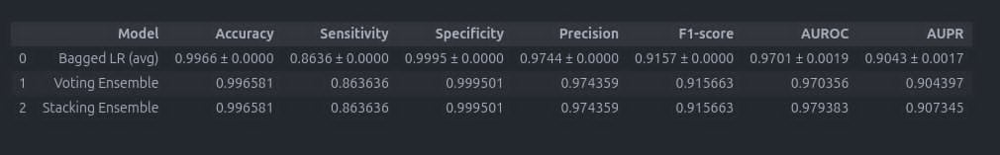 Model Accuracy Sensitivity Specificity Precision F1-score AUROC AUPR
0 Bagged LR (avg) 0.9966 ± 0.0000 0.8636 ± 0.0000 0.9995 ± 0.0000 0.9744 ± 0.0000 0.9157 ± 0.0000 0.9701 ± 0.0019 0.9043 ± 0.0017
1 Voting Ensemble 0.996581 0.863636 0.999501 0.974359 0.915663 0.970356 0.904397
2 Stacking Ensemble 0.996581 0.863636 0.999501 0.974359 0.915663 0.979383 0.907345